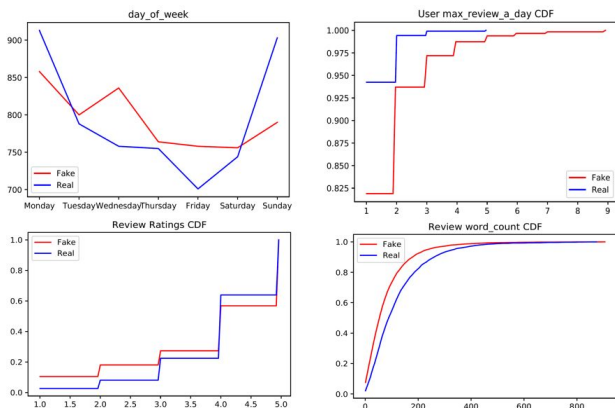 day_of_week
900
850
800
750
700
Fake
Real
Monday Tuesday Wednesday Thursday Friday Saturday Sunday
User max_review_a_day CDF
1.000
0.975
0.950
0.925
0.900
0.875
0.850
0.825
Fake
Real
1 2 3 4 5 6 7 8 9
Review Ratings CDF
Fake
Real
1.0
0.8
0.6
0.4
0.2
0.0
1.0 1.5 2.0 2.5 3.0 3.5 4.0 4.5 5.0
Review word_count CDF
Fake
Real
1.0
0.8
0.6
0.4
0.2
0.0
0 200 400 600 800